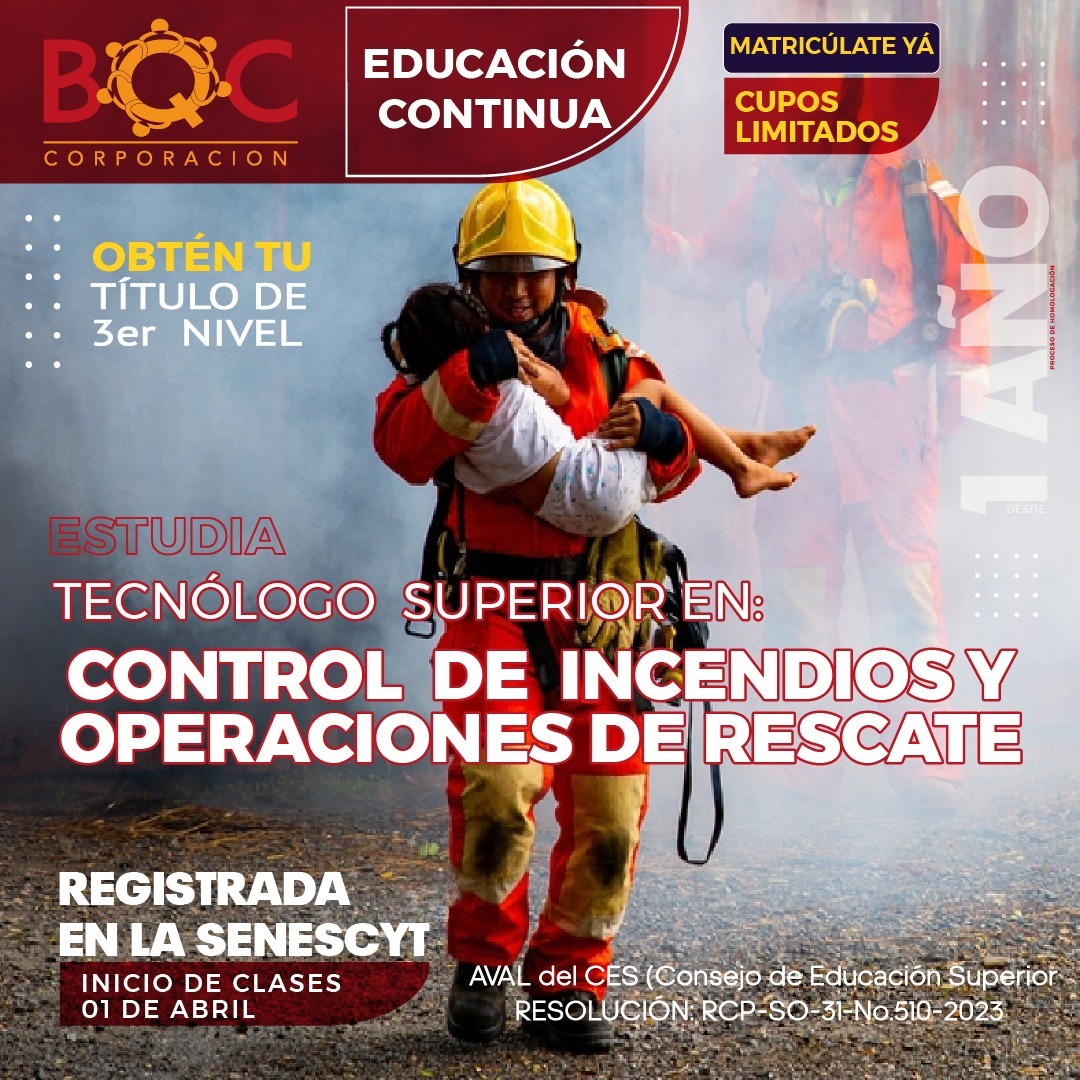 BQC
CORPORACION
EDUCACIÓN
CONTINUA
MATRICÚLATE YÁ
CUPOS
LIMITADOS
OBTÉN TU
TÍTULO DE
3er NIVEL
DESDE
1 AÑO
PROCESO DE HOMOLOGACIÓN
ESTUDIA
TECNÓLOGO SUPERIOR EN:
CONTROL DE INCENDIOS Y
OPERACIONES DE RESCATE
REGISTRADA
EN LA SENESCYT
INICIO DE CLASES
01 DE ABRIL
AVAL del CES (Consejo de Educación Superior
RESOLUCIÓN: RCP-SO-31-No.510-2023